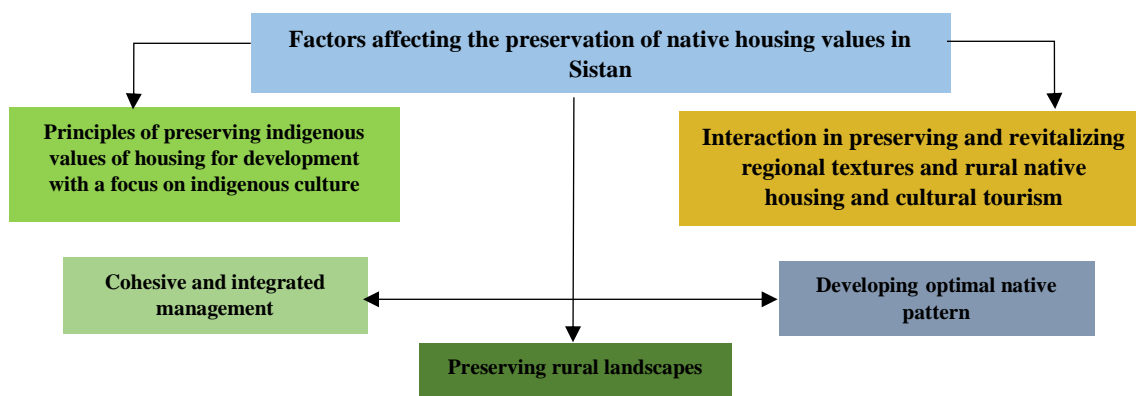 Factors affecting the preservation of native housing values in
Sistan
Principles of preserving indigenous
values of housing for development
with a focus on indigenous culture
Interaction in preserving and revitalizing
regional textures and rural native
housing and cultural tourism
Cohesive and integrated
management
Developing optimal native
pattern
Preserving rural landscapes